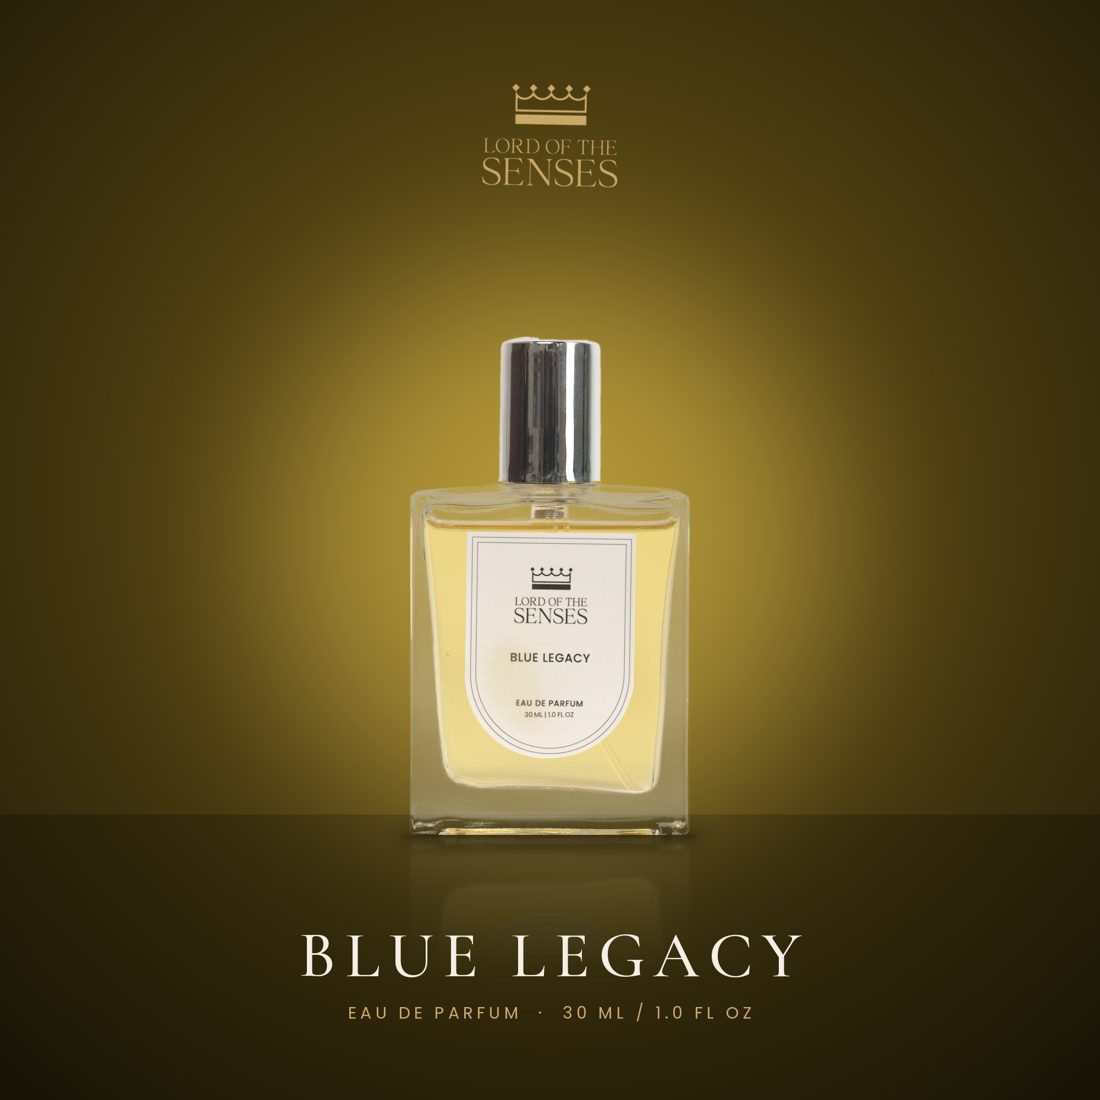 LORD OF THE
SENSES
LORD OF THE
SENSES
BLUE LEGACY
EAU DE PARFUM
30 ML | 1.0 FL OZ
BLUE LEGACY
EAU DE PARFUM · 30 ML / 1.0 FL OZ